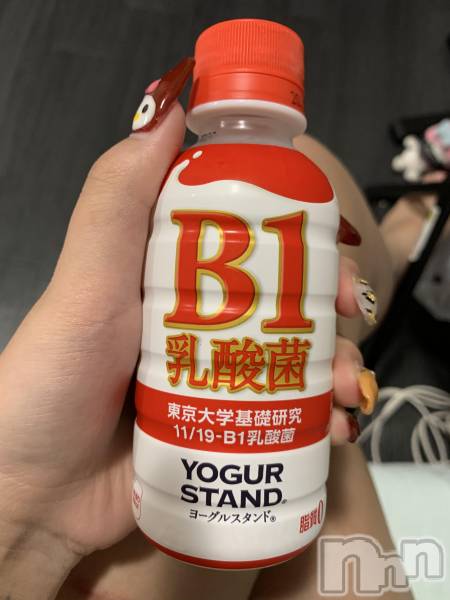 B1
乳酸菌
東京大学基礎研究
11/19-B1乳酸菌
YOGUR
STAND®
ヨーグルスタンド®
脂質0
nnn